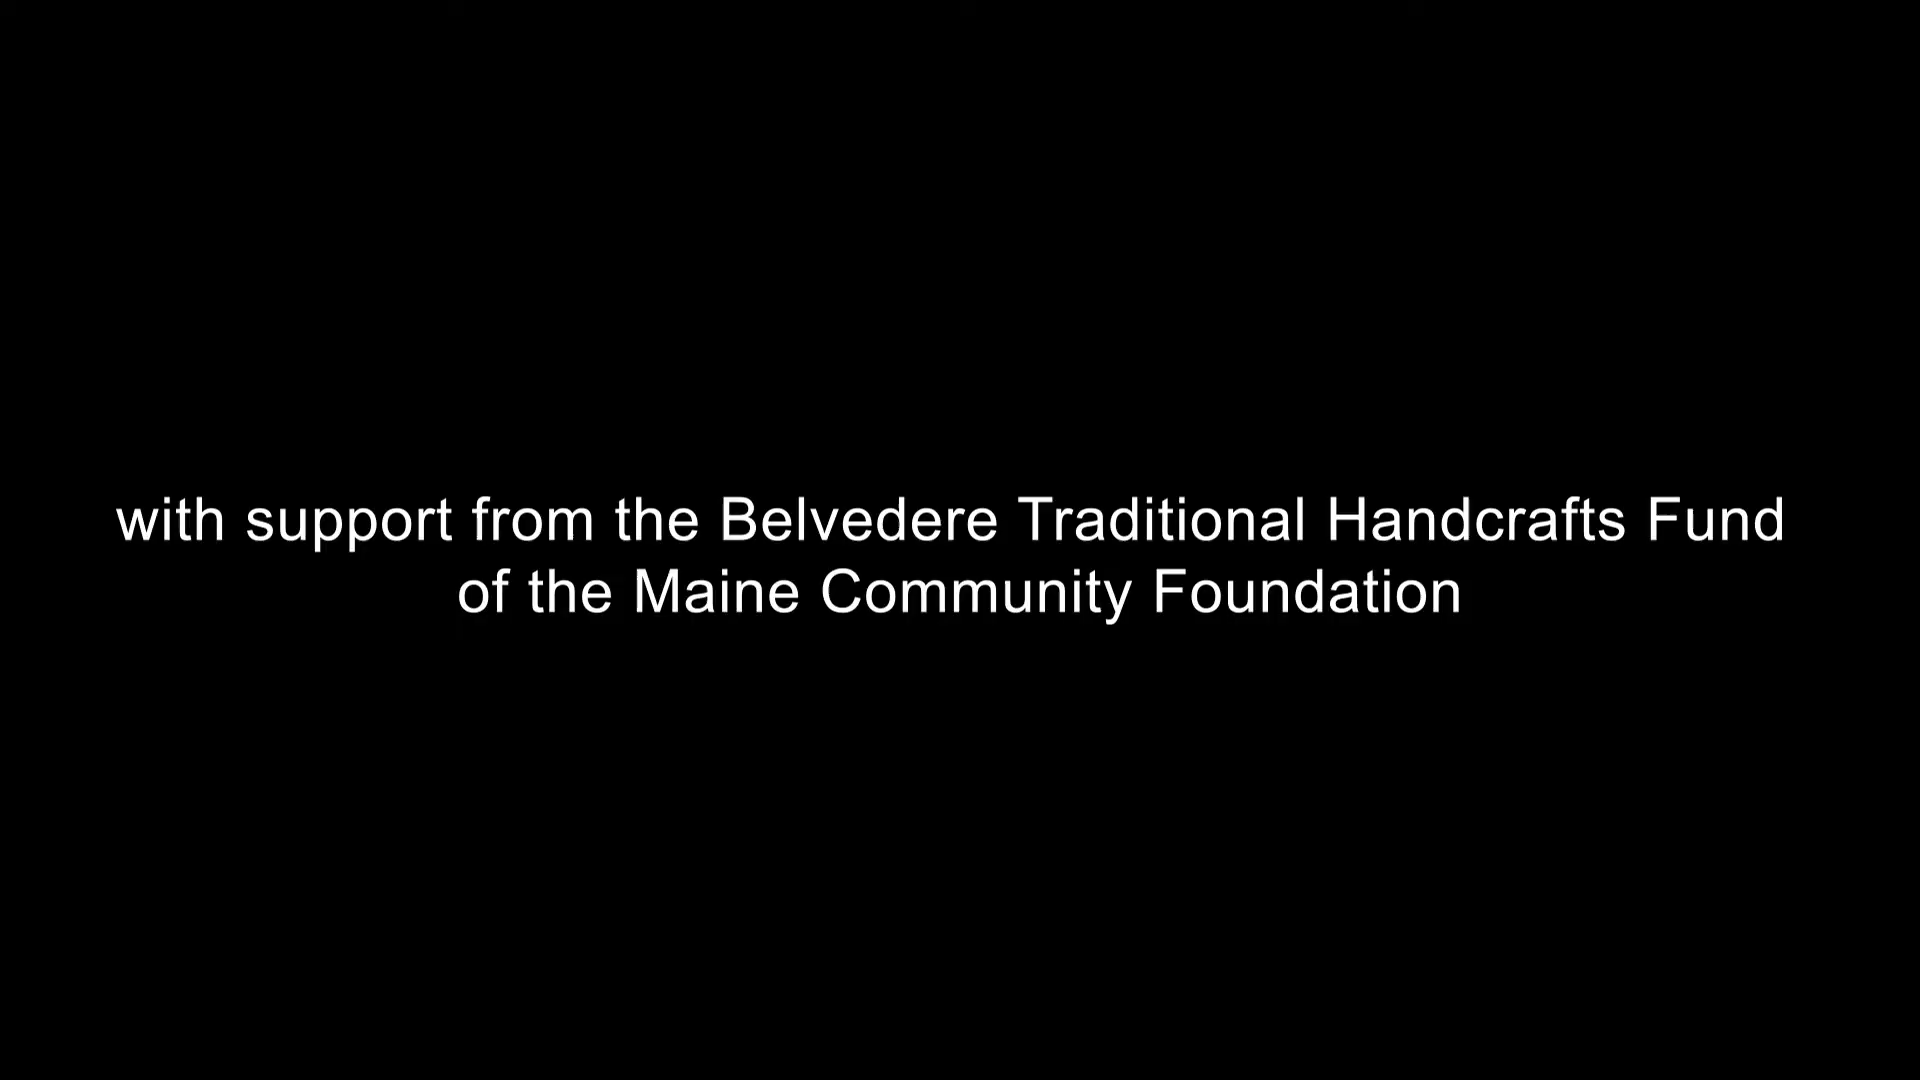 with support from the Belvedere Traditional Handcrafts Fund
of the Maine Community Foundation